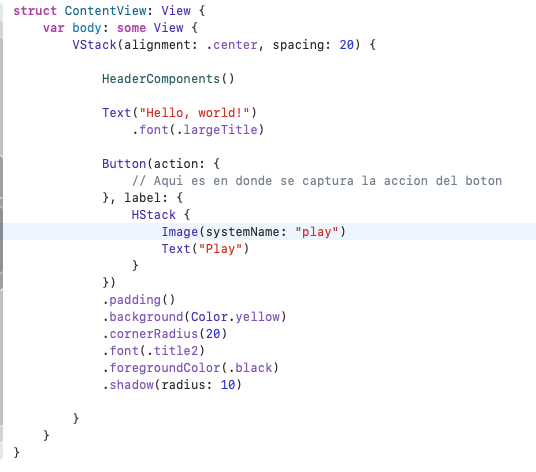 struct ContentView: View {
    var body: some View {
        VStack(alignment: .center, spacing: 20) {

            HeaderComponents()

            Text("Hello, world!")
                .font(.largeTitle)

            Button(action: {
                // Aqui es en donde se captura la accion del boton
            }, label: {
                HStack {
                    Image(systemName: "play")
                    Text("Play")
                }
            })
            .padding()
            .background(Color.yellow)
            .cornerRadius(20)
            .font(.title2)
            .foregroundColor(.black)
            .shadow(radius: 10)

        }
    }
}